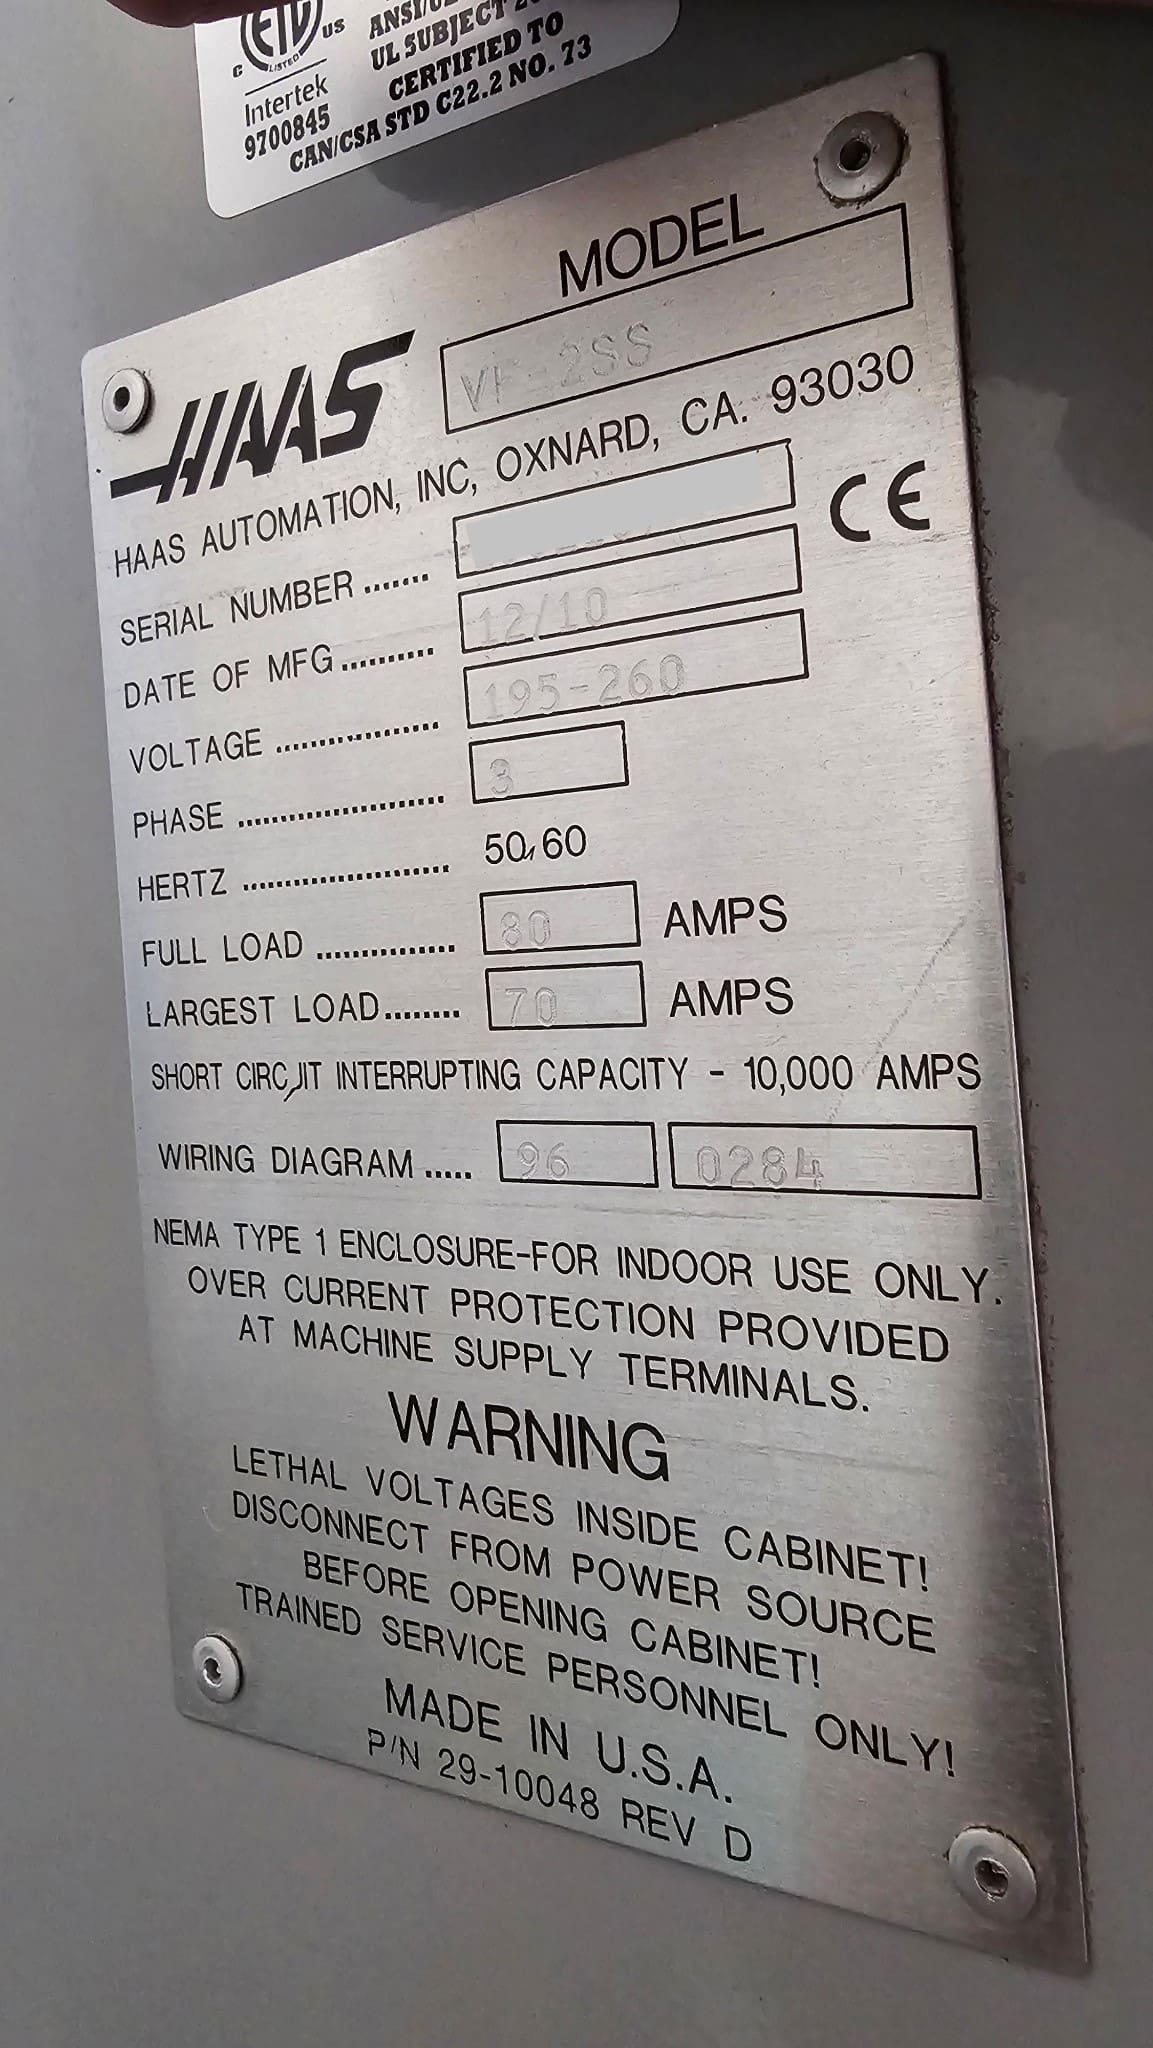 ETL
C US
LISTED
Intertek
9700845
UL SUBJECT
CERTIFIED TO
CAN/CSA STD C22.2 NO. 73
MODEL
HAAS VF-2SS
HAAS AUTOMATION, INC, OXNARD, CA. 93030
SERIAL NUMBER ....... CE
DATE OF MFG.......... 12/10
VOLTAGE .................. 195-260
PHASE ....................... 3
HERTZ ....................... 50/60
FULL LOAD ............... 80 AMPS
LARGEST LOAD........ 70 AMPS
SHORT CIRCUIT INTERRUPTING CAPACITY - 10,000 AMPS
WIRING DIAGRAM ..... 96 0284
NEMA TYPE 1 ENCLOSURE-FOR INDOOR USE ONLY.
OVER CURRENT PROTECTION PROVIDED
AT MACHINE SUPPLY TERMINALS.
WARNING
LETHAL VOLTAGES INSIDE CABINET!
DISCONNECT FROM POWER SOURCE
BEFORE OPENING CABINET!
TRAINED SERVICE PERSONNEL ONLY!
MADE IN U.S.A.
P/N 29-10048 REV D